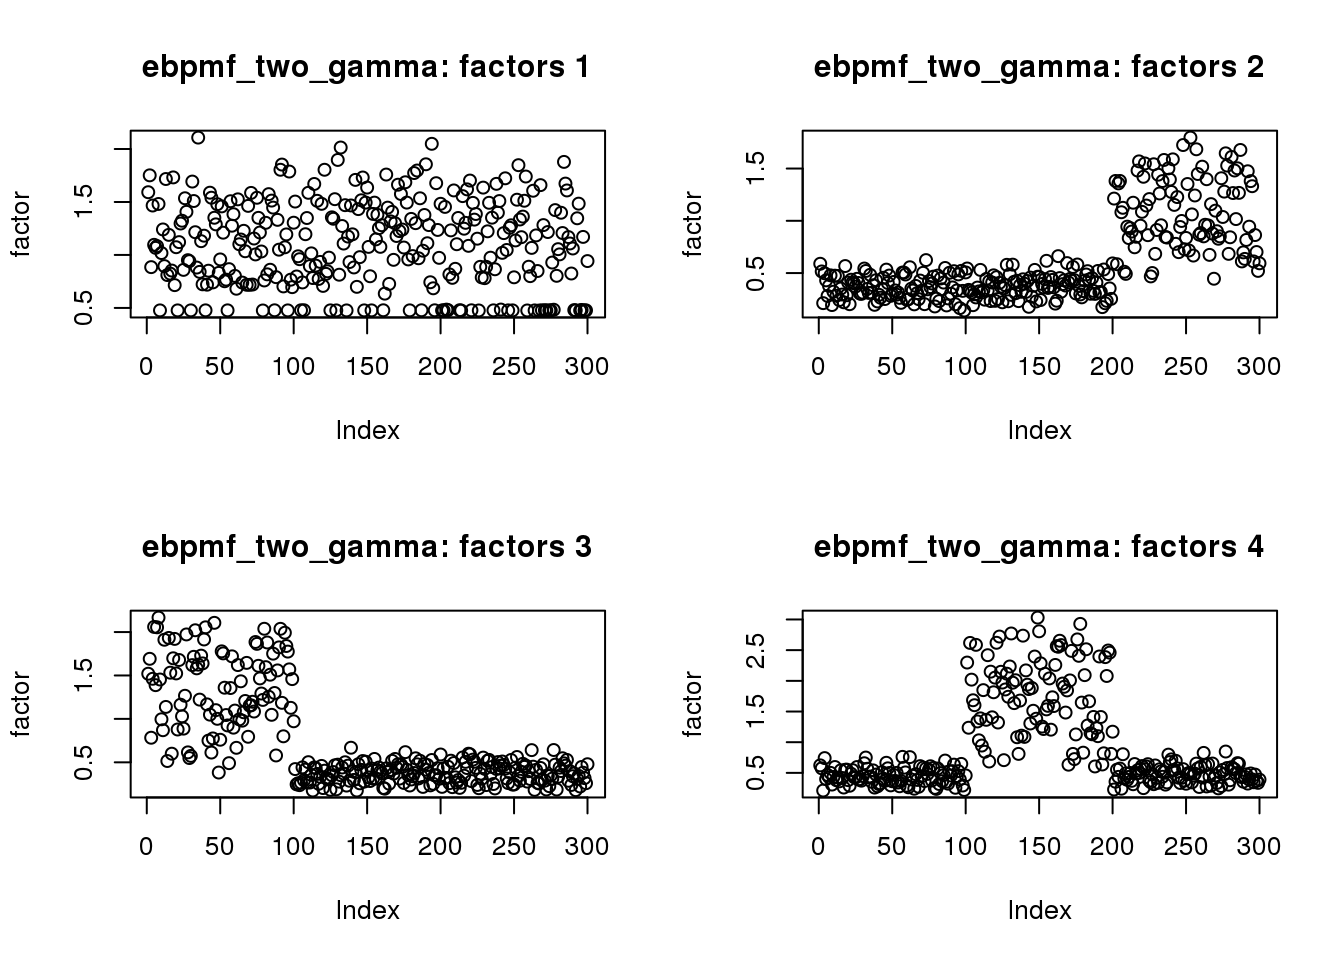 ebpmf_two_gamma: factors 1
factor
0.5
1.5
0 50 100 150 200 250 300
Index
ebpmf_two_gamma: factors 2
factor
0.5
1.5
0 50 100 150 200 250 300
Index
ebpmf_two_gamma: factors 3
factor
0.5
1.5
0 50 100 150 200 250 300
Index
ebpmf_two_gamma: factors 4
factor
0.5
1.5
2.5
0 50 100 150 200 250 300
Index